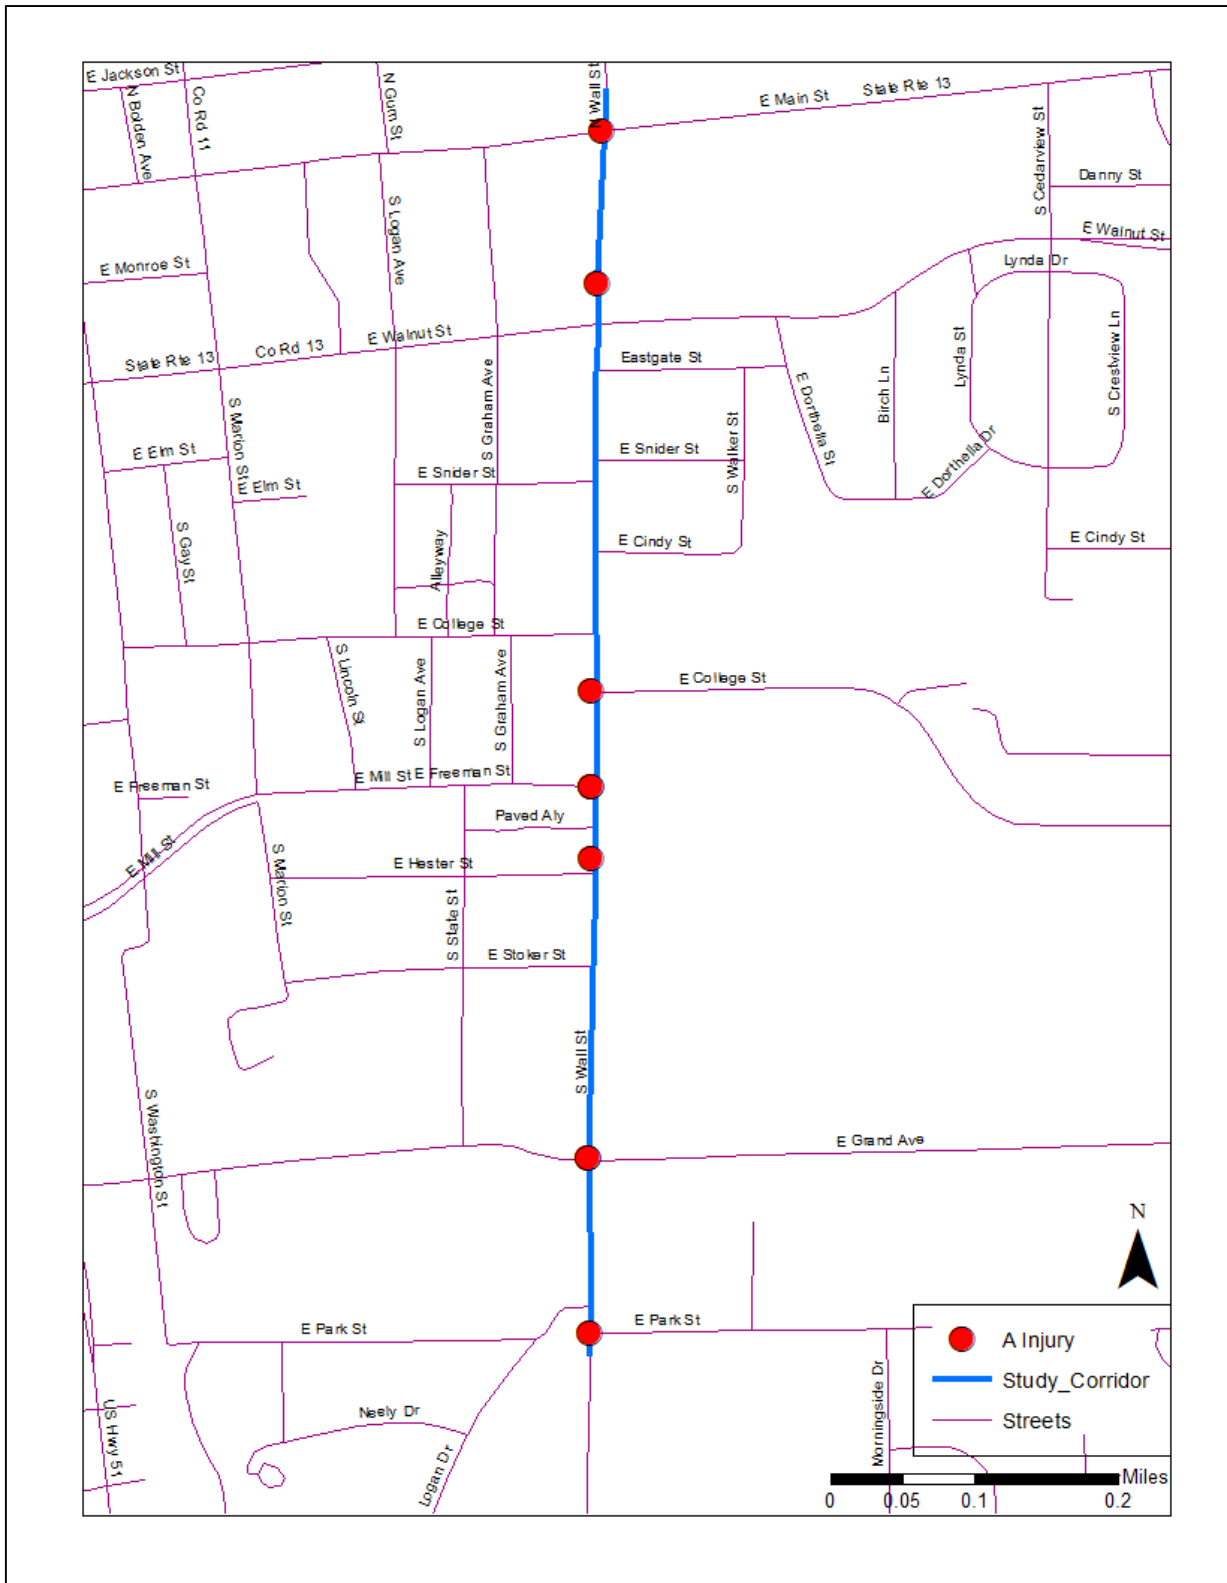 E Jackson St
N Bolden Ave
Co Rd 11
N Gum St
N Wall St
E Main St
State Rte 13
S Cedarview St
Danny St
E Walnut St
Lynda Dr
S Logan Ave
E Monroe St
E Walnut St
Co Rd 13
State Rte 13
Eastgate St
S Graham Ave
E Dorthella St
Birch Ln
Lynda St
S Crestview Ln
S Marion St
E Elm St
E Snider St
S Walker St
E Snider St
E Dorthella Dr
E Elm St
S Gay St
Alleyway
E Cindy St
E Cindy St
E College St
S Lincoln St
S Logan Ave
S Graham Ave
E College St
E Freeman St
E Mill St
E Freeman St
Paved Aly
E Mill St
S Marion St
E Hester St
S State St
E Stoker St
S Wall St
S Washington St
E Grand Ave
N
E Park St
E Park St
A Injury
Study_Corridor
Streets
Morningside Dr
US Hwy 51
Neely Dr
Logan Dr
Miles
0 0.05 0.1 0.2